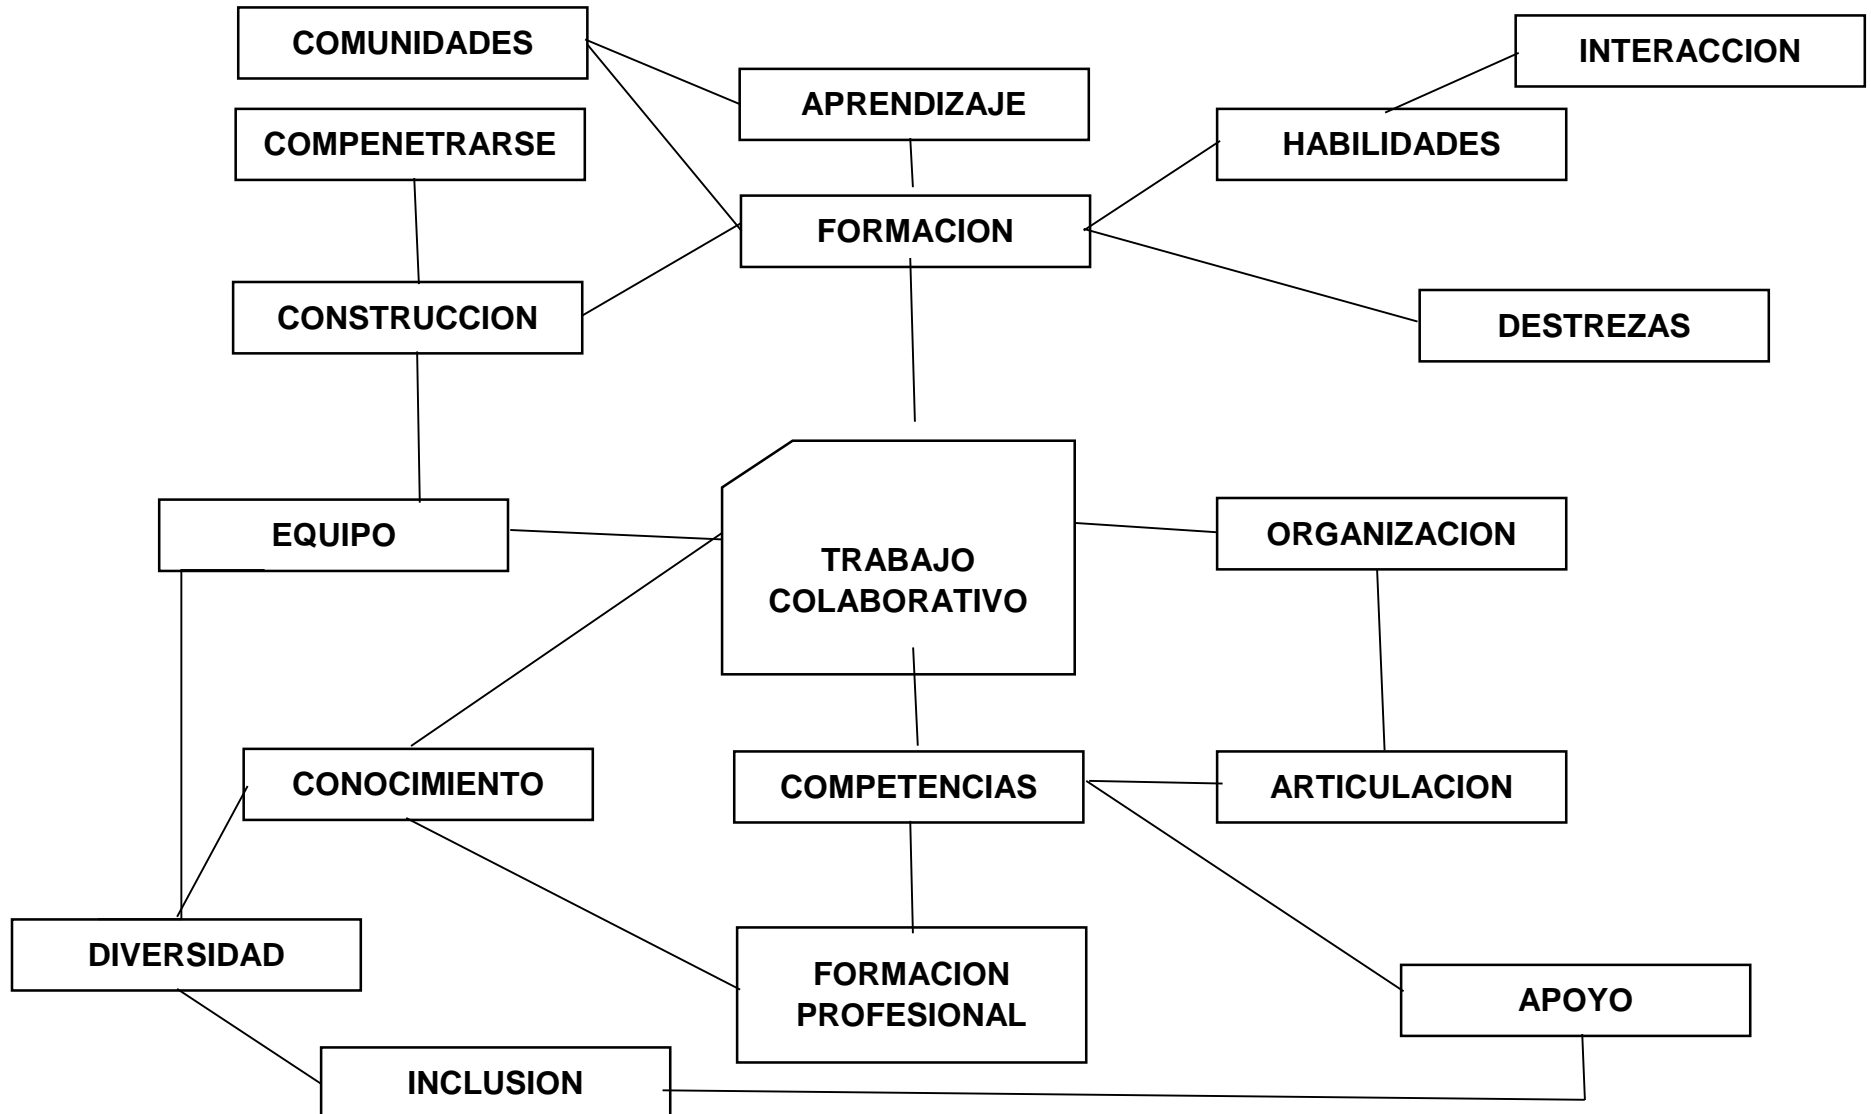 COMUNIDADES
INTERACCION
APRENDIZAJE
COMPENETRARSE
HABILIDADES
FORMACION
CONSTRUCCION
DESTREZAS
EQUIPO
ORGANIZACION
TRABAJO
COLABORATIVO
CONOCIMIENTO
COMPETENCIAS
ARTICULACION
DIVERSIDAD
FORMACION
PROFESIONAL
APOYO
INCLUSION